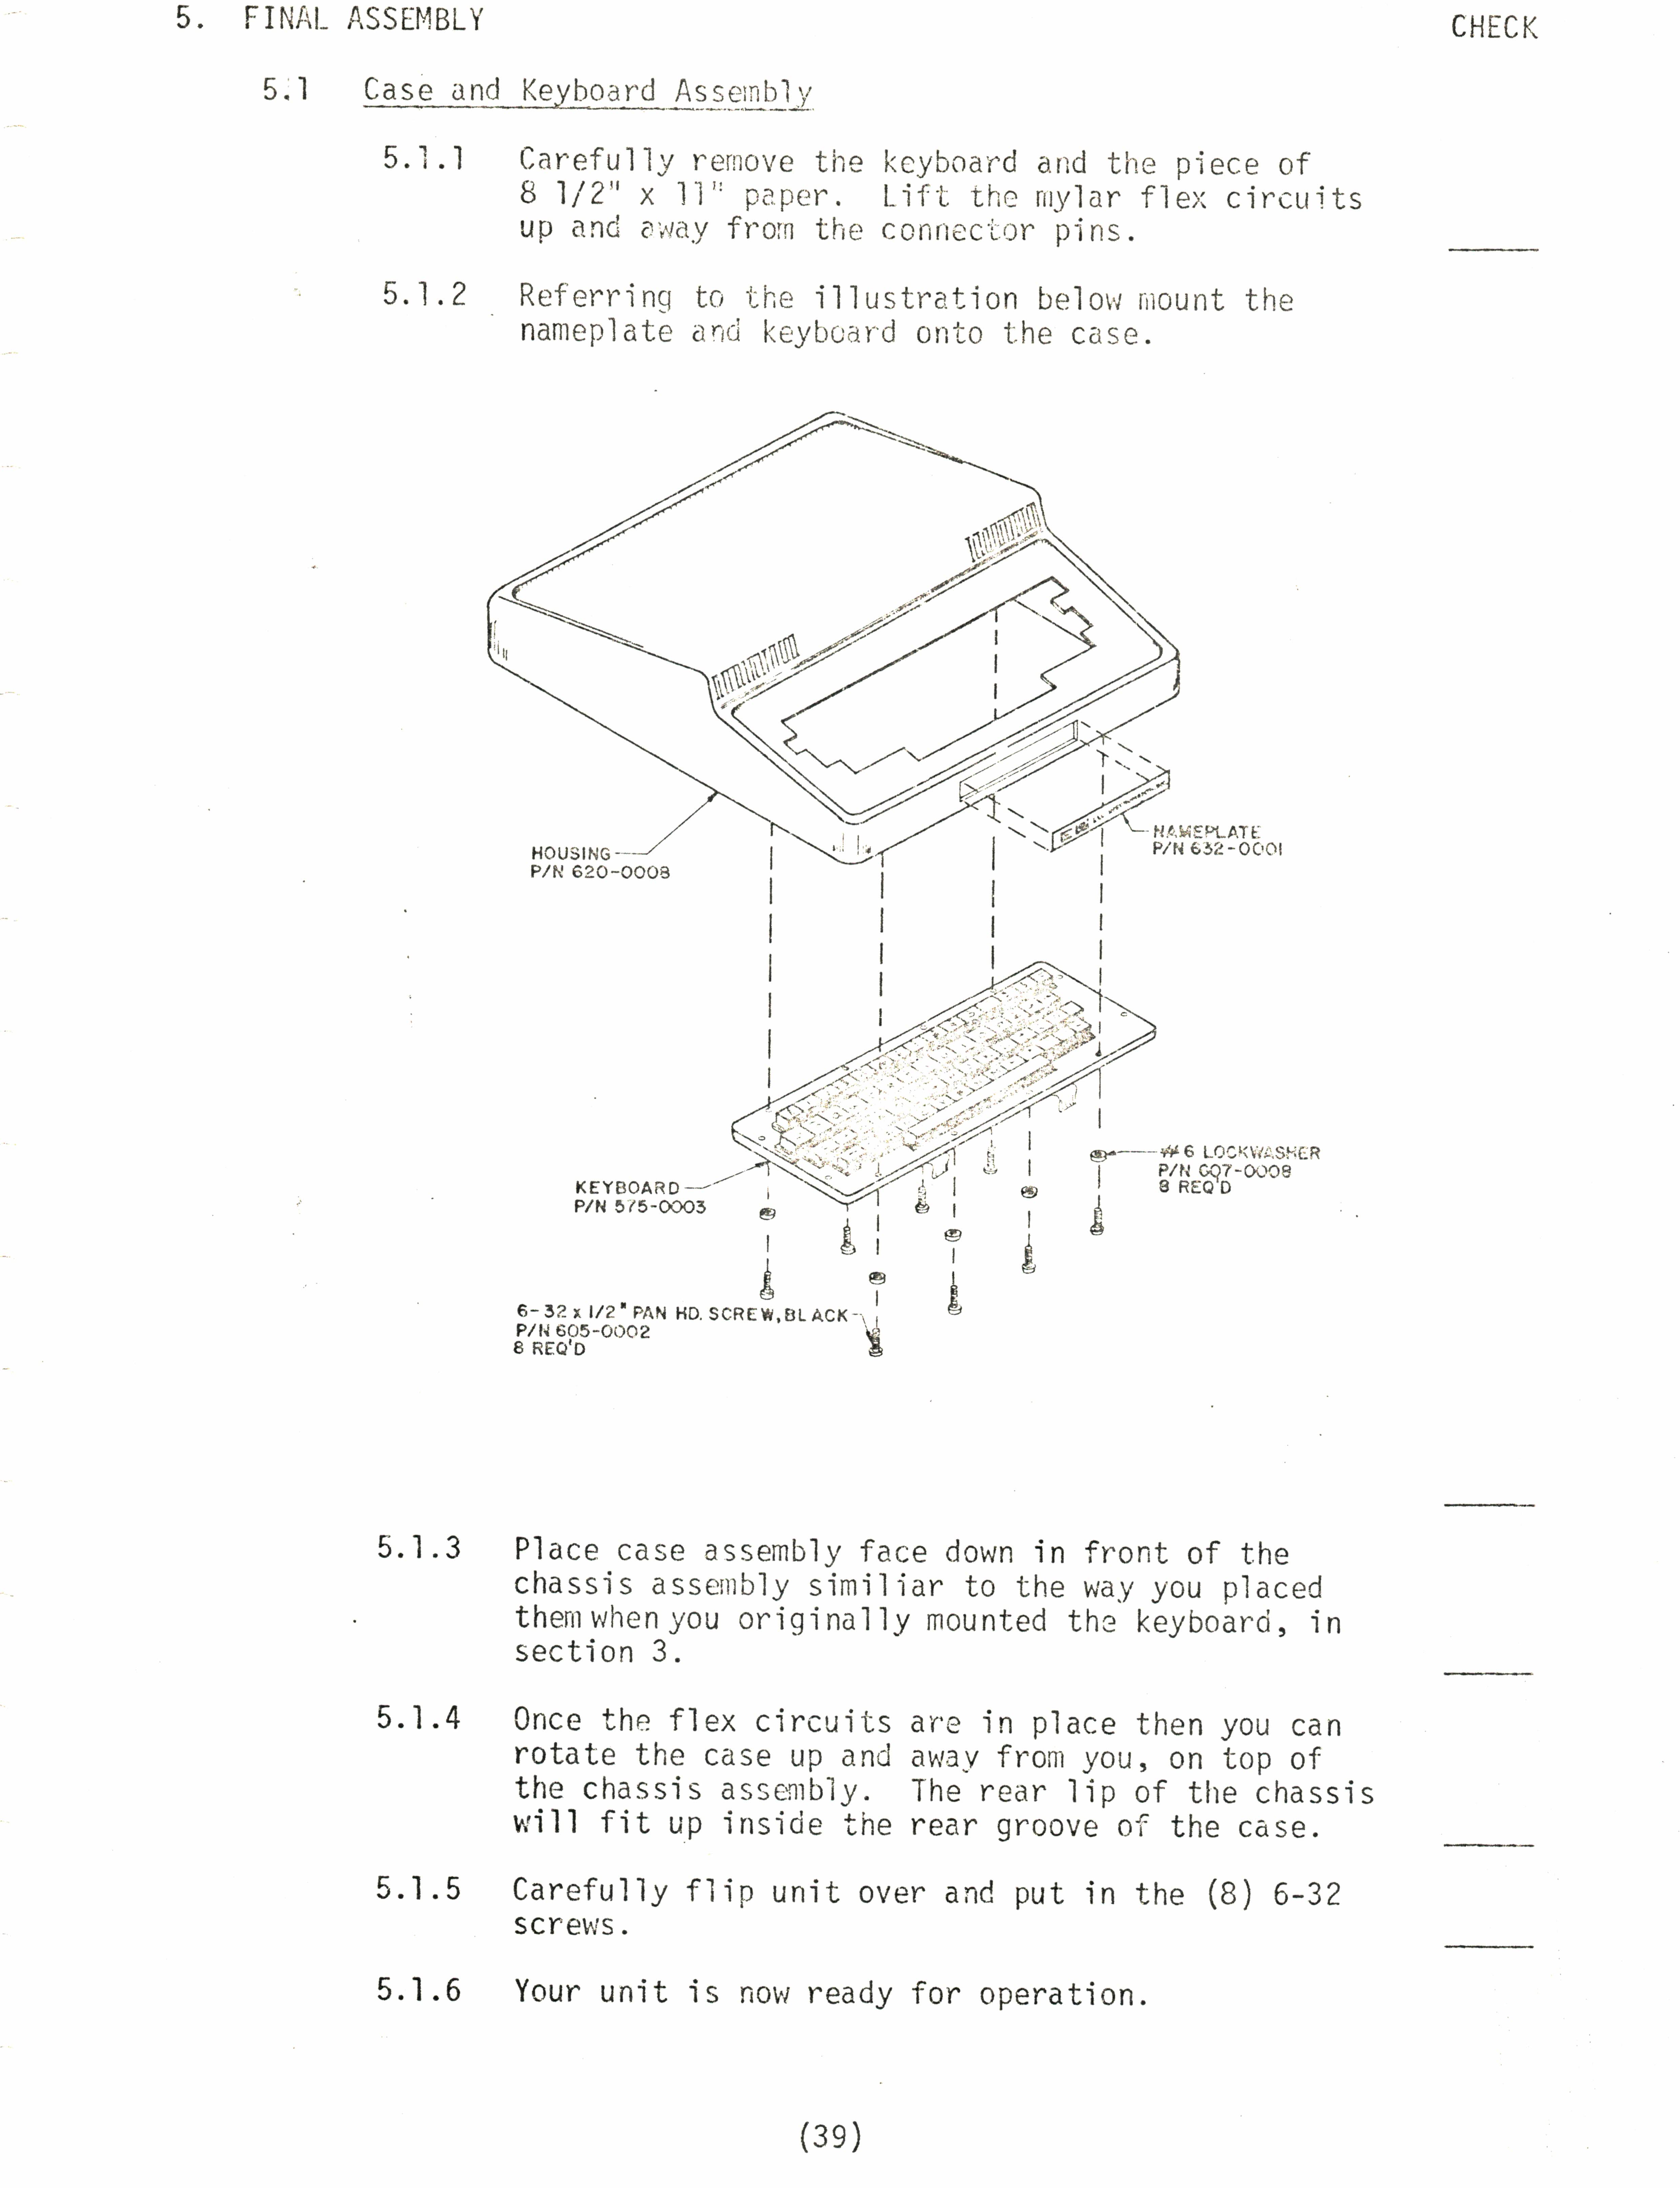 5. FINAL ASSEMBLY
CHECK
5.1 Case and Keyboard Assembly
5.1.1 Carefully remove the keyboard and the piece of
8 1/2" x 11" paper. Lift the mylar flex circuits
up and away from the connector pins.
5.1.2 Referring to the illustration below mount the
nameplate and keyboard onto the case.
HOUSING
P/N 620-0008
NAMEPLATE
P/N 632-0001
KEYBOARD
P/N 575-0003
#6 LOCKWASHER
P/N 607-0008
8 REQ'D
6-32 x 1/2" PAN HD. SCREW, BLACK
P/N 605-0002
8 REQ'D
5.1.3 Place case assembly face down in front of the
chassis assembly similiar to the way you placed
them when you originally mounted the keyboard, in
section 3.
5.1.4 Once the flex circuits are in place then you can
rotate the case up and away from you, on top of
the chassis assembly. The rear lip of the chassis
will fit up inside the rear groove of the case.
5.1.5 Carefully flip unit over and put in the (8) 6-32
screws.
5.1.6 Your unit is now ready for operation.
(39)